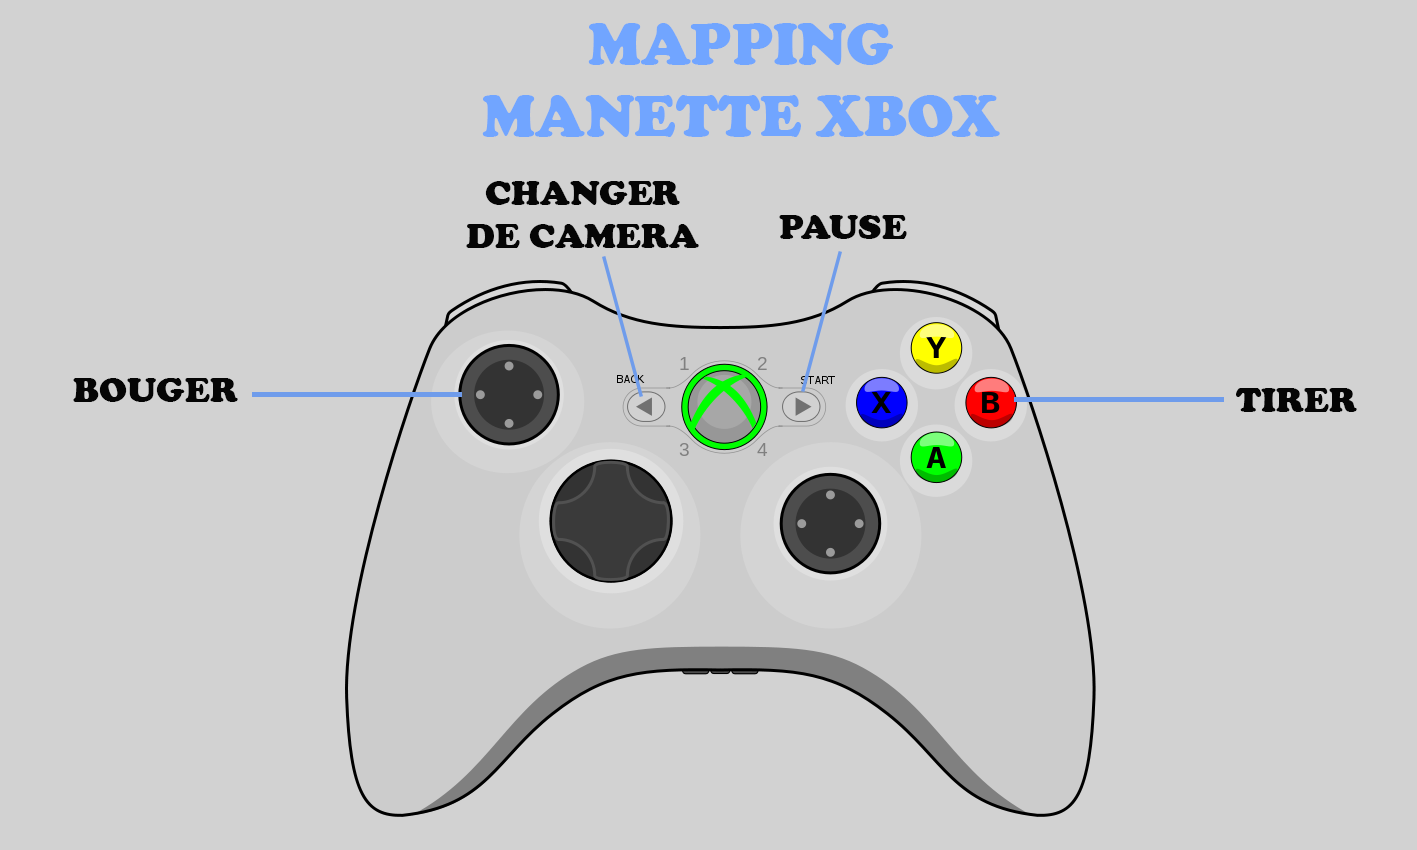 MAPPING
MANETTE XBOX
CHANGER
DE CAMERA
PAUSE
BOUGER
TIRER
BACK
START
1
2
3
4
Y
X
B
A